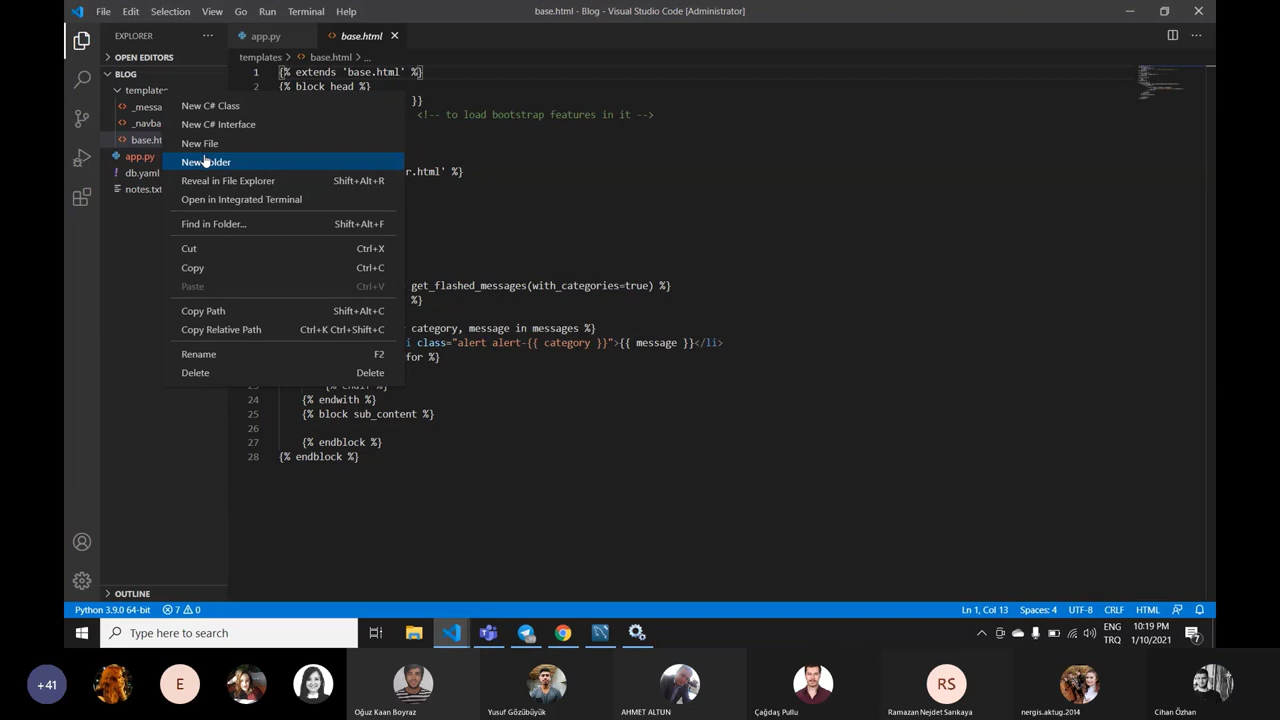 File Edit Selection View Go Run Terminal Help
base.html - Blog - Visual Studio Code [Administrator]
EXPLORER
app.py
base.html
OPEN EDITORS
templates > base.html > ...
BLOG
1 {% extends 'base.html' %}
templates
2 {% block head %}
_messa
New C# Class
}}
_navba
New C# Interface
<!-- to load bootstrap features in it -->
base.ht
New File
app.py
New Folder
db.yaml
r.html' %}
Reveal in File Explorer Shift+Alt+R
notes.txt
Open in Integrated Terminal
Find in Folder... Shift+Alt+F
Cut Ctrl+X
Copy Ctrl+C
Paste Ctrl+V
get_flashed_messages(with_categories=true) %}
%}
Copy Path Shift+Alt+C
Copy Relative Path Ctrl+K Ctrl+Shift+C
category, message in messages %}
i class="alert alert-{{ category }}">{{ message }}</li>
Rename F2
for %}
Delete Delete
24 {% endwith %}
25 {% block sub_content %}
26
27 {% endblock %}
28 {% endblock %}
OUTLINE
Python 3.9.0 64-bit 7 0
Ln 1, Col 13 Spaces: 4 UTF-8 CRLF HTML
Type here to search
ENG
TRQ
10:19 PM
1/10/2021
7
+41
E
RS
Oğuz Kaan Boyraz
Yusuf Gözübüyük
AHMET ALTUN
Çağdaş Pullu
Ramazan Nejdet Sarıkaya
nergis.aktug.2014
Cihan Özhan